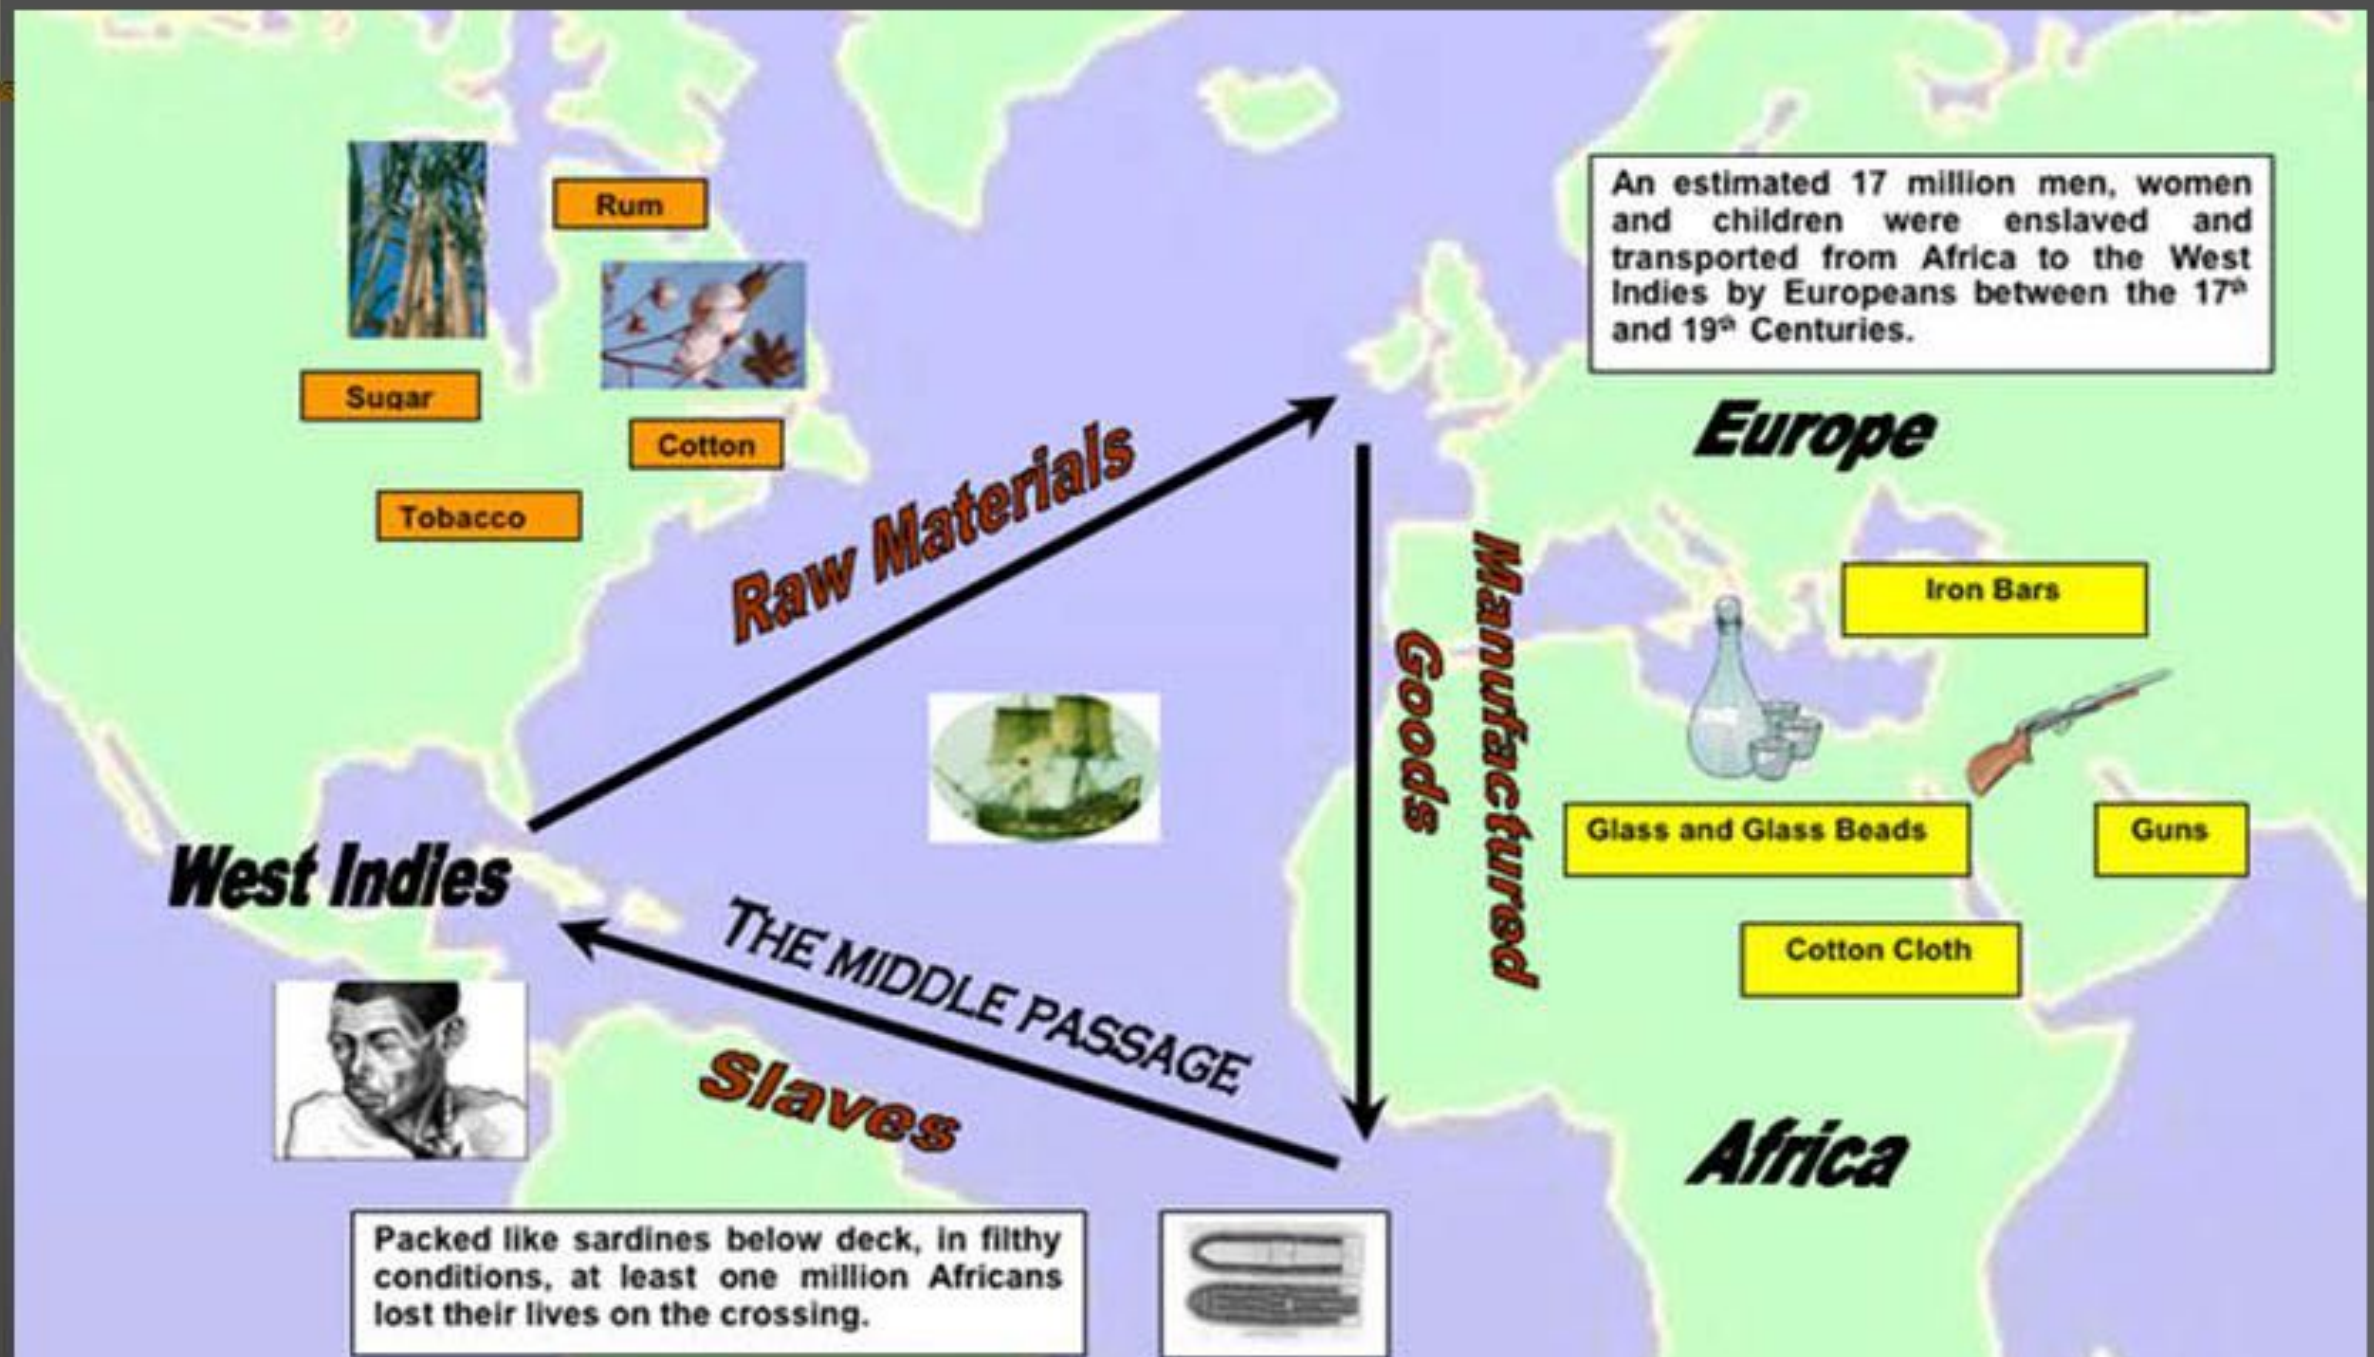 Rum
Sugar
Cotton
Tobacco
An estimated 17 million men, women
and children were enslaved and
transported from Africa to the West
Indies by Europeans between the 17th
and 19th Centuries.
Europe
Raw Materials
Manufactured
Goods
Iron Bars
Glass and Glass Beads
Guns
Cotton Cloth
West Indies
THE MIDDLE PASSAGE
Slaves
Africa
Packed like sardines below deck, in filthy
conditions, at least one million Africans
lost their lives on the crossing.